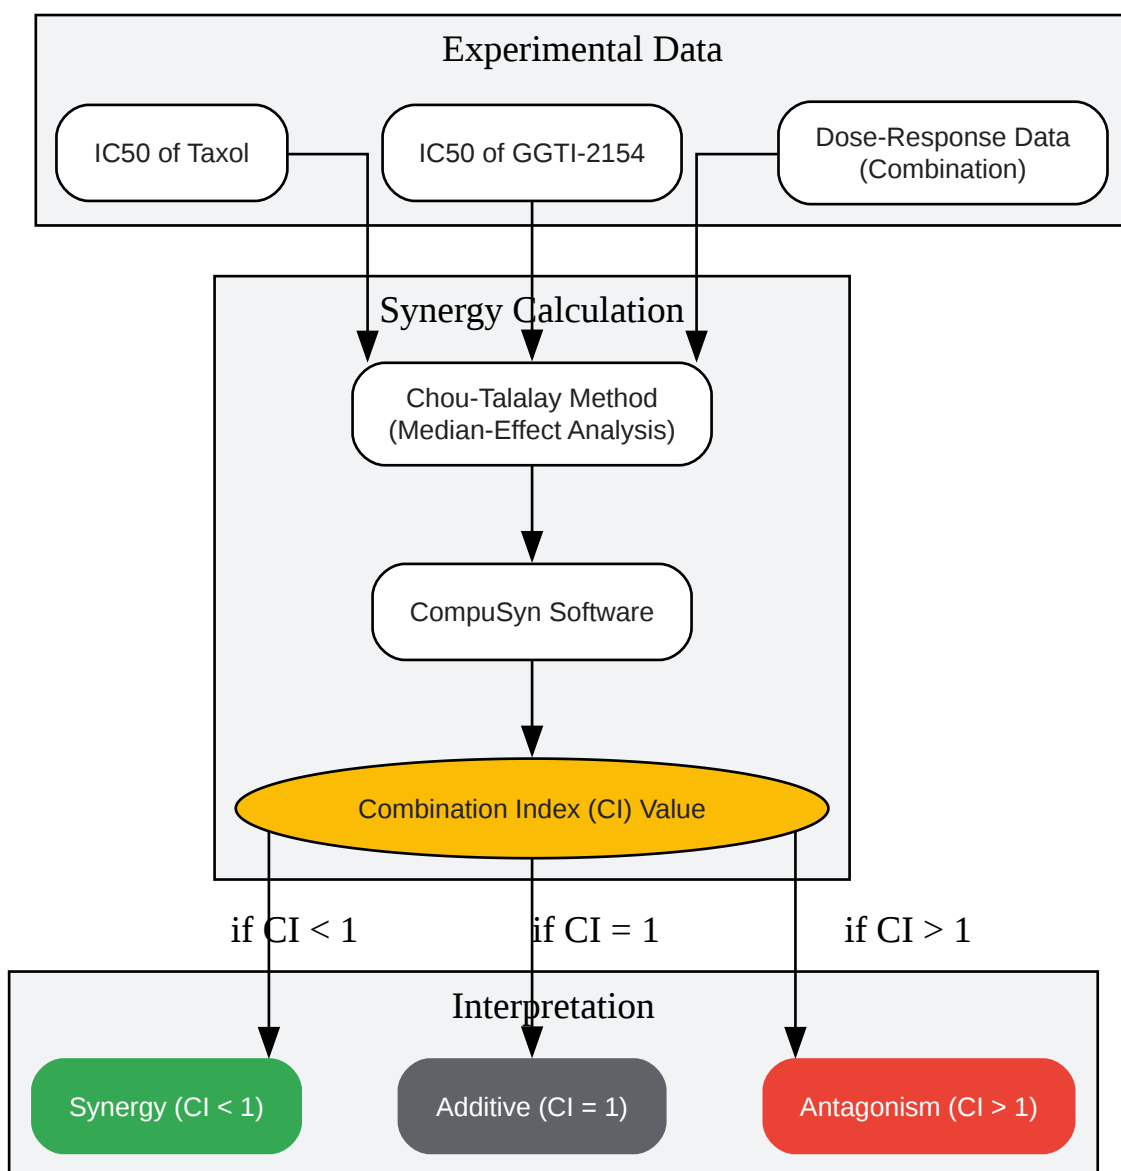 Experimental Data
IC50 of Taxol
IC50 of GGTI-2154
Dose-Response Data
(Combination)
Synergy Calculation
Chou-Talalay Method
(Median-Effect Analysis)
CompuSyn Software
Combination Index (CI) Value
if CI < 1
if CI = 1
if CI > 1
Interpretation
Synergy (CI < 1)
Additive (CI = 1)
Antagonism (CI > 1)